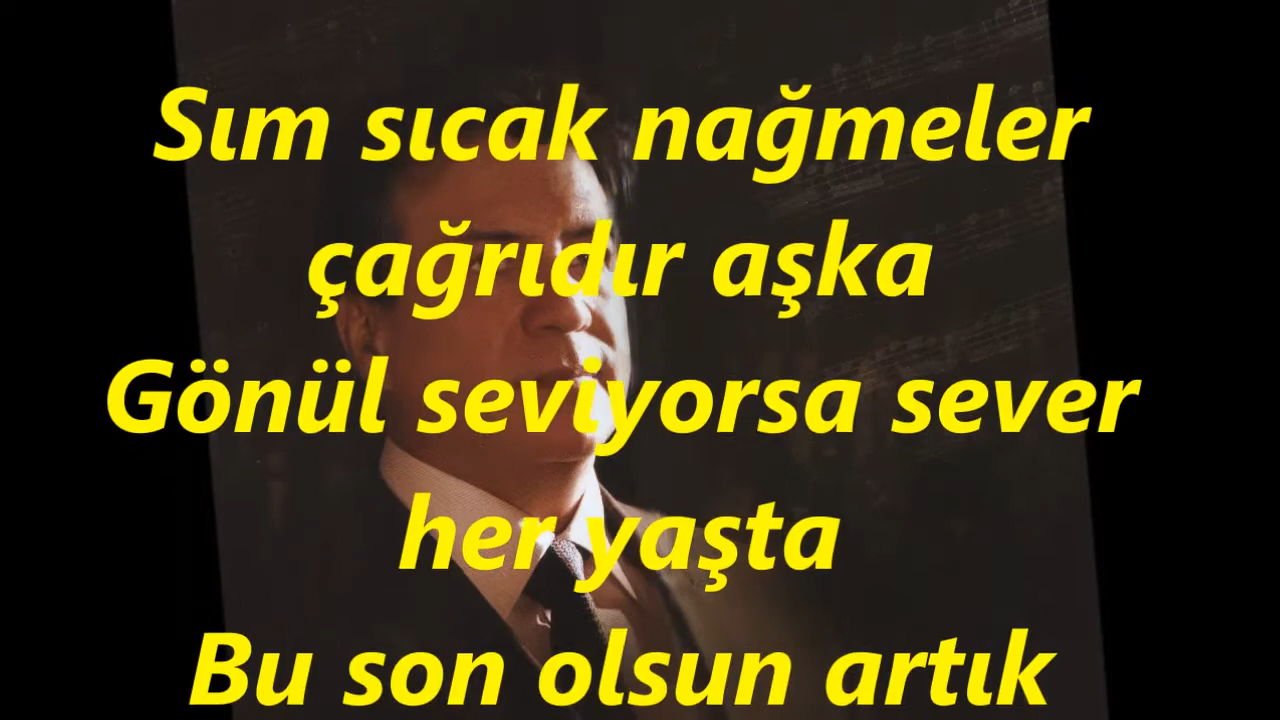 Sım sıcak nağmeler
çağrıdır aşka
Gönül seviyorsa sever
her yaşta
Bu son olsun artık